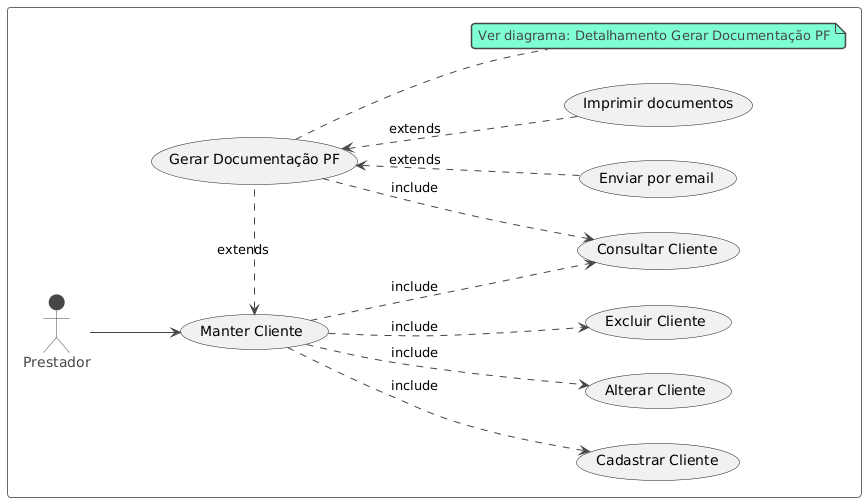 Ver diagrama: Detalhamento Gerar Documentação PF
Imprimir documentos
extends
Gerar Documentação PF
extends
Enviar por email
include
extends
Consultar Cliente
include
Excluir Cliente
include
Manter Cliente
include
Prestador
Alterar Cliente
include
Cadastrar Cliente